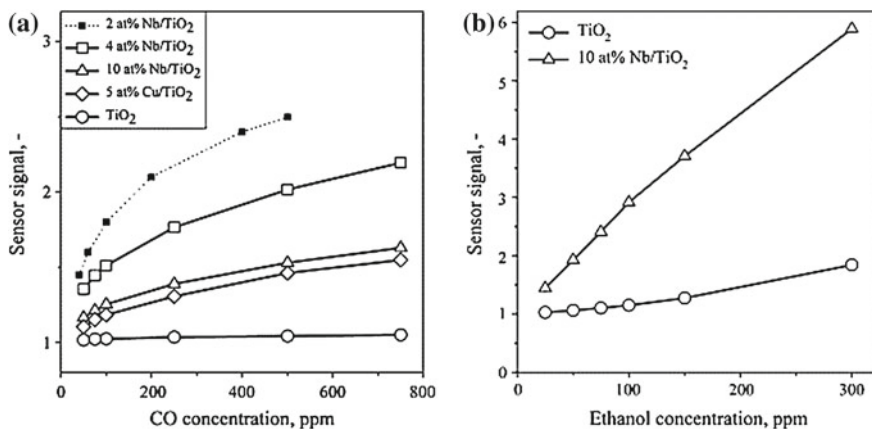 (a)
2 at% Nb/TiO2
4 at% Nb/TiO2
10 at% Nb/TiO2
5 at% Cu/TiO2
TiO2
3
2
1
Sensor signal, -
0 200 400 600 800
CO concentration, ppm
(b)
TiO2
10 at% Nb/TiO2
6
5
4
3
2
1
0
Sensor signal, -
0 100 200 300
Ethanol concentration, ppm